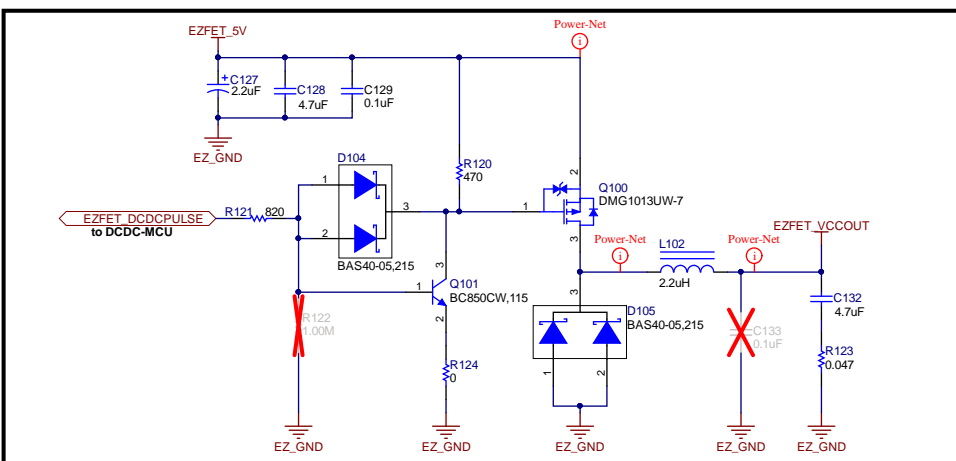 Power-Net
i
EZFET_5V
+
C127
2.2uF
C128
4.7uF
C129
0.1uF
EZ_GND
D104
1
2
3
BAS40-05,215
R120
470
2
Q100
DMG1013UW-7
1
3
EZFET_DCDCPULSE
to DCDC-MCU
R121
820
Power-Net
i
L102
2.2uH
Power-Net
i
EZFET_VCCOUT
3
Q101
BC850CW,115
1
2
R122
1.00M
R124
0
3
D105
BAS40-05,215
1
2
C133
0.1uF
C132
4.7uF
R123
0.047
EZ_GND
EZ_GND
EZ_GND
EZ_GND
EZ_GND